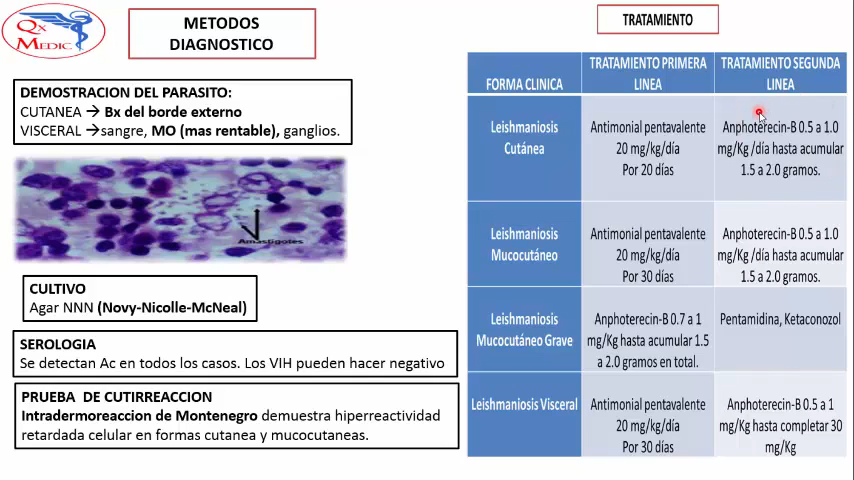 Qx
MEDIC
METODOS
DIAGNOSTICO
DEMOSTRACION DEL PARASITO:
CUTANEA → Bx del borde externo
VISCERAL →sangre, MO (mas rentable), ganglios.
Amastigotes
CULTIVO
Agar NNN (Novy-Nicolle-McNeal)
SEROLOGIA
Se detectan Ac en todos los casos. Los VIH pueden hacer negativo
PRUEBA DE CUTIRREACCION
Intradermoreaccion de Montenegro demuestra hiperreactividad
retardada celular en formas cutanea y mucocutaneas.
TRATAMIENTO
FORMA CLINICA
TRATAMIENTO PRIMERA
LINEA
TRATAMIENTO SEGUNDA
LINEA
Leishmaniosis
Cutánea
Antimonial pentavalente
20 mg/kg/día
Por 20 días
Anphoterecin-B 0.5 a 1.0
mg/Kg /día hasta acumular
1.5 a 2.0 gramos.
Leishmaniosis
Mucocutáneo
Antimonial pentavalente
20 mg/kg/día
Por 30 días
Anphoterecin-B 0.5 a 1.0
mg/Kg /día hasta acumular
1.5 a 2.0 gramos.
Leishmaniosis
Mucocutáneo Grave
Anphoterecin-B 0.7 a 1
mg/Kg hasta acumular 1.5
a 2.0 gramos en total.
Pentamidina, Ketaconozol
Leishmaniosis Visceral
Antimonial pentavalente
20 mg/kg/día
Por 30 días
Anphoterecin-B 0.5 a 1
mg/Kg hasta completar 30
mg/Kg